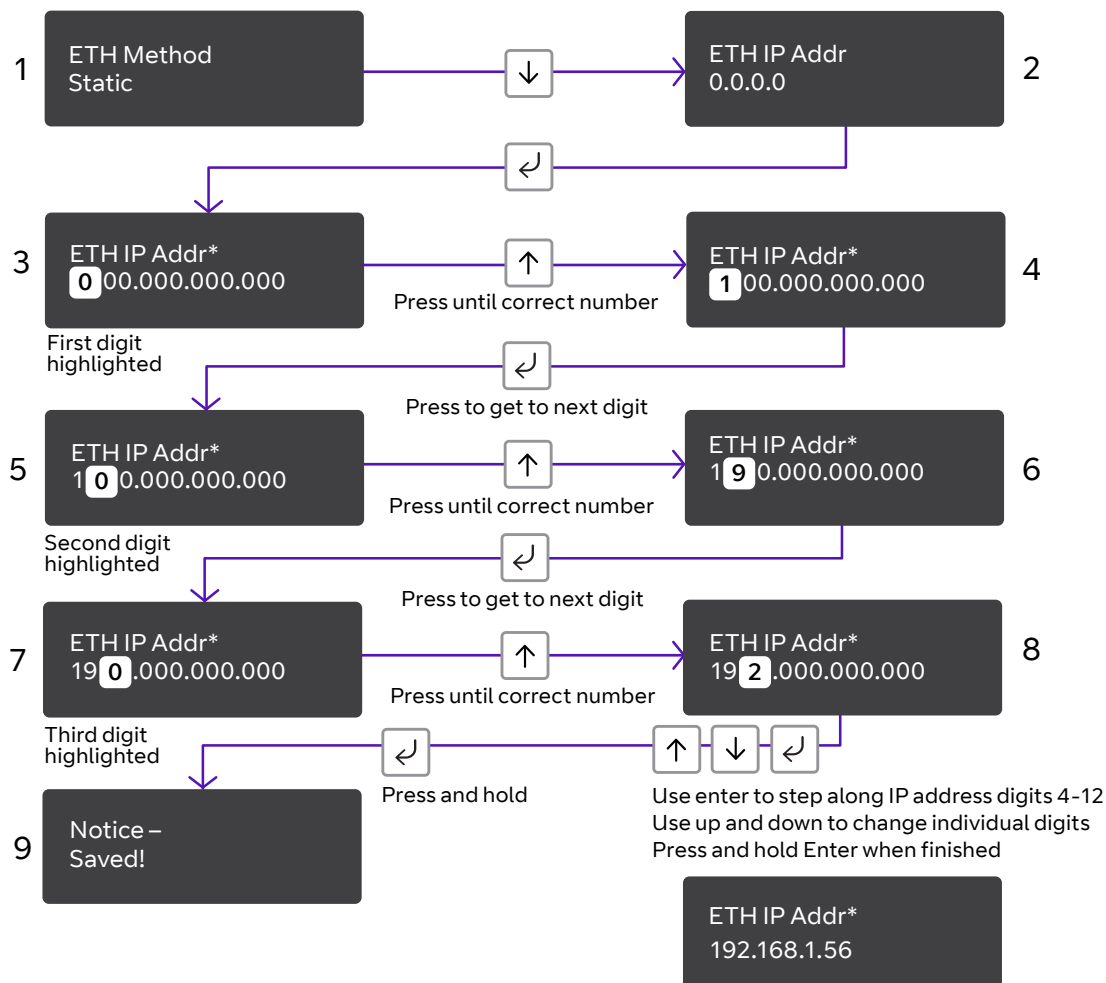 1
ETH Method
Static
ETH IP Addr
0.0.0.0
2
3
ETH IP Addr*
000.000.000.000
First digit
highlighted
Press until correct number
ETH IP Addr*
100.000.000.000
4
Press to get to next digit
5
ETH IP Addr*
100.000.000.000
Second digit
highlighted
Press until correct number
ETH IP Addr*
190.000.000.000
6
Press to get to next digit
7
ETH IP Addr*
190.000.000.000
Third digit
highlighted
Press until correct number
ETH IP Addr*
192.000.000.000
8
Press and hold
Use enter to step along IP address digits 4-12
Use up and down to change individual digits
Press and hold Enter when finished
9
Notice –
Saved!
ETH IP Addr*
192.168.1.56